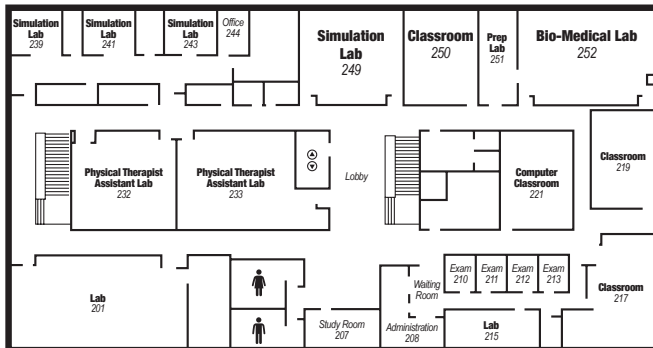 Simulation
Lab
239
Simulation
Lab
241
Simulation
Lab
243
Office
244
Simulation
Lab
249
Classroom
250
Prep
Lab
251
Bio-Medical Lab
252
Physical Therapist
Assistant Lab
232
Physical Therapist
Assistant Lab
233
Lobby
Computer
Classroom
221
Classroom
219
Lab
201
Study Room
207
Waiting
Room
Administration
208
Exam
210
Exam
211
Exam
212
Exam
213
Lab
215
Classroom
217